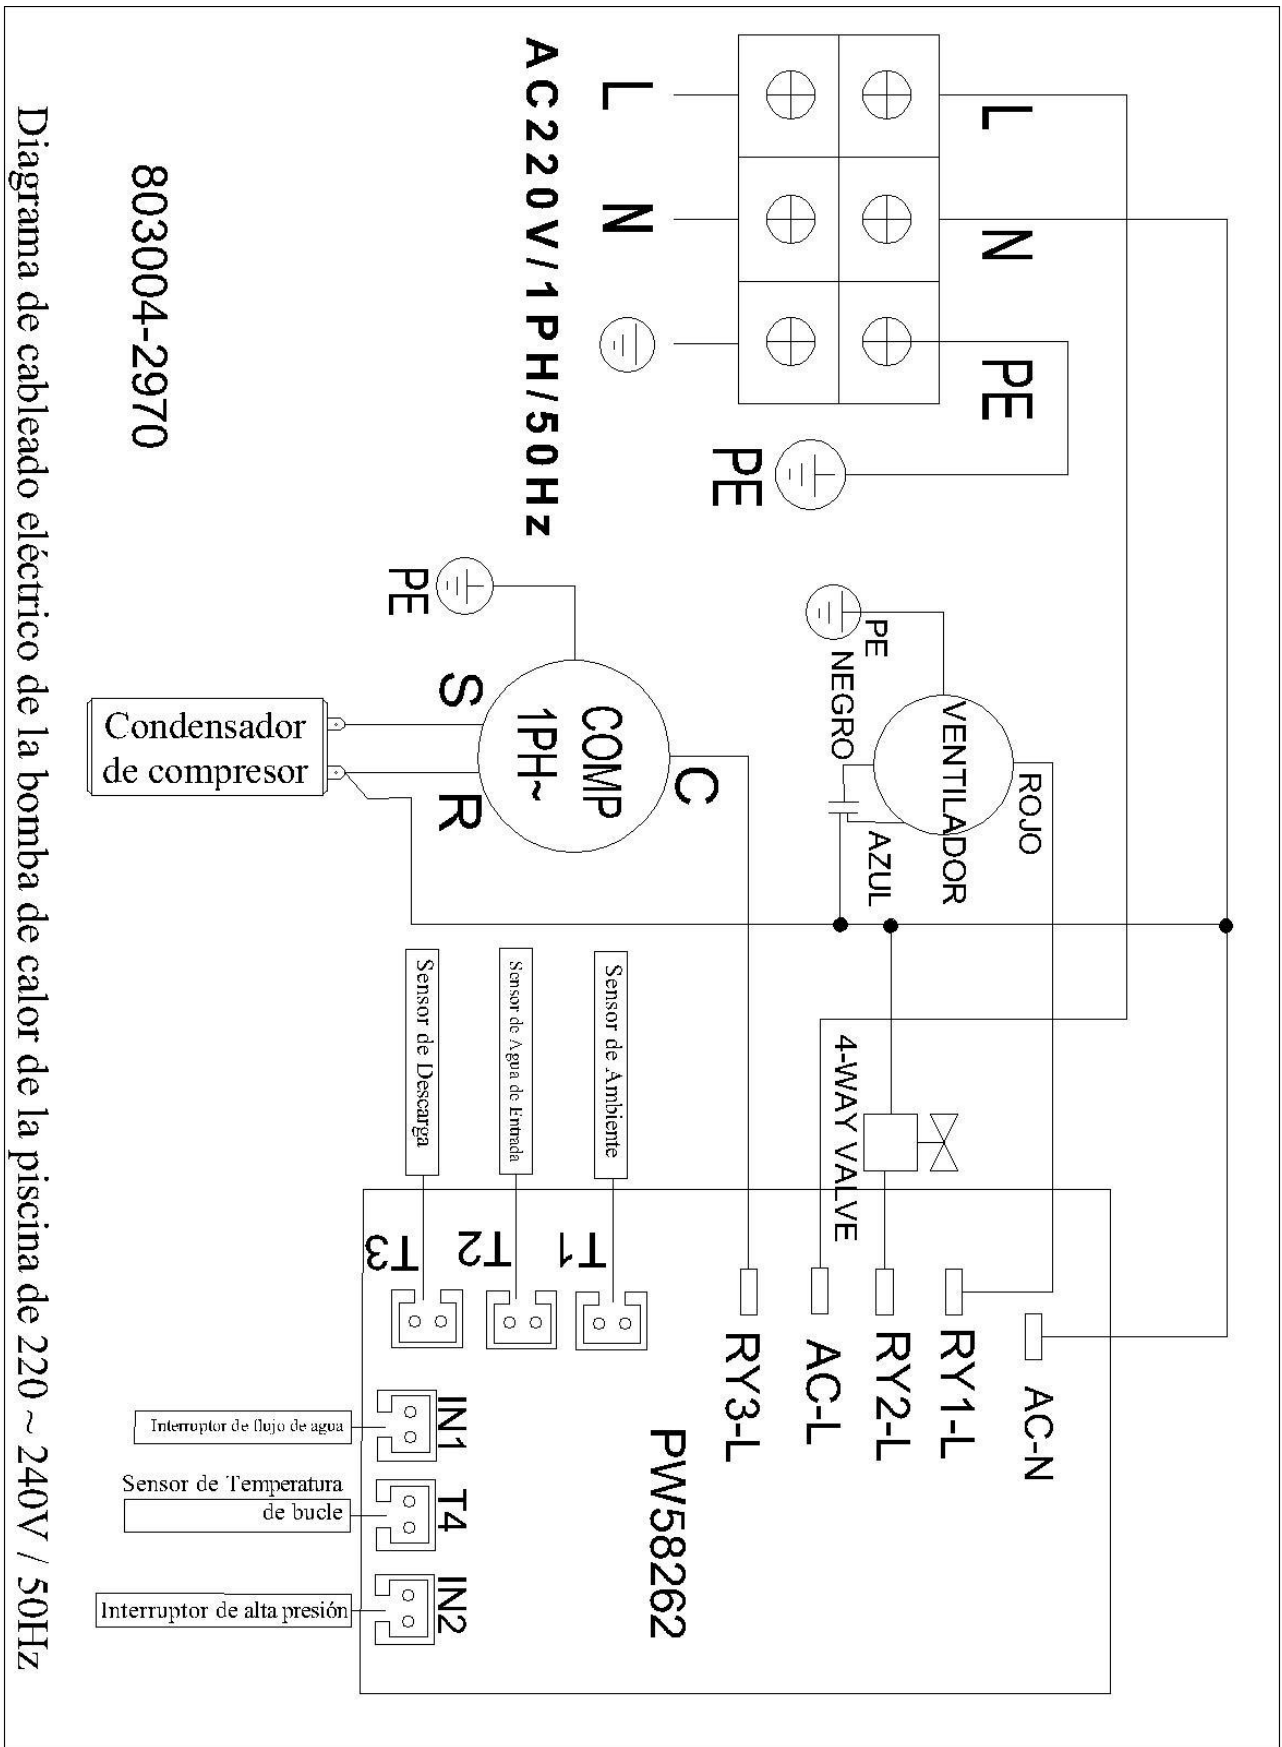 L
N
PE
L
N
AC220V/1PH/50Hz
PE
PE
NEGRO
VENTILADOR
ROJO
AZUL
PE
S
COMP
1PH~
C
R
Condensador
de compresor
803004-2970
4-WAY VALVE
Sensor de Ambiente
Sensor de Agua de Entrada
Sensor de Descarga
T1
T2
T3
AC-N
RY1-L
RY2-L
AC-L
RY3-L
PW58262
IN1
T4
IN2
Interruptor de flujo de agua
Sensor de Temperatura
de bucle
Interruptor de alta presión
Diagrama de cableado eléctrico de la bomba de calor de la piscina de 220 ~ 240V / 50Hz